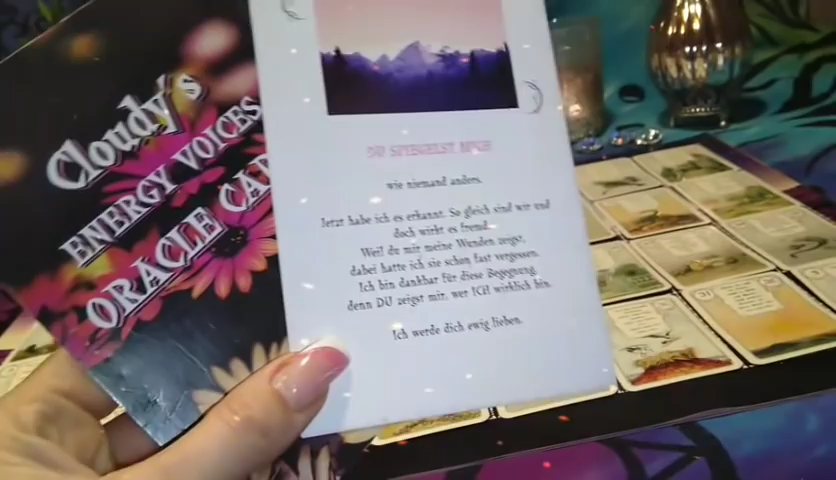 Cloudy's
ENERGY VOICES
ORACLE CAR
DU SPIEGELST MICH
wie niemand anders.
Jetzt habe ich es erkannt. So gleich sind wir und
doch wirkt es fremd...
Weil du mir meine Wunden zeigst,
dabei hatte ich sie schon fast vergessen.
Ich bin dankbar für diese Begegnung,
denn DU zeigst mir, wer ICH wirklich bin.
Ich werde dich ewig lieben.